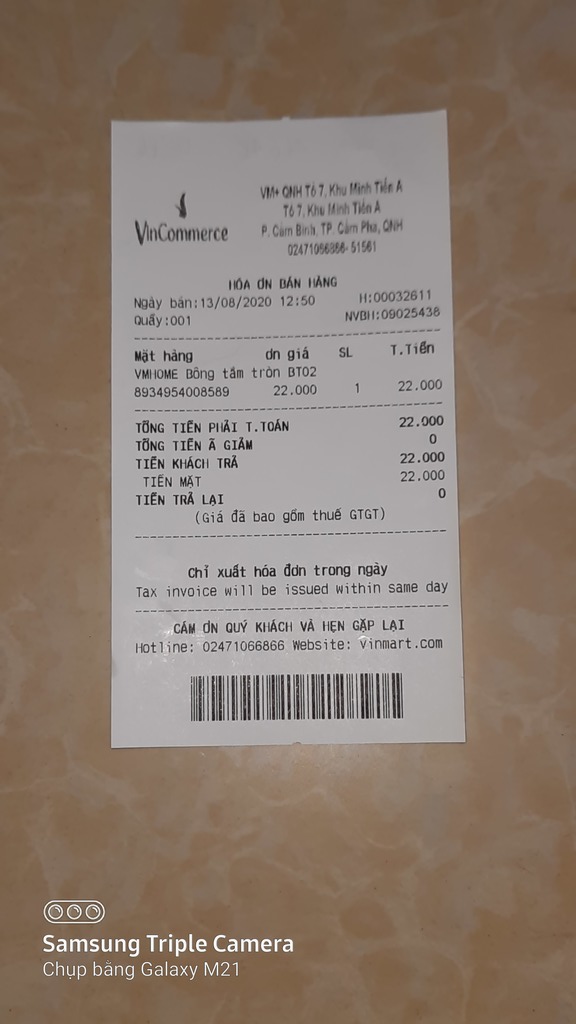 VinCommerce
VM+ QNH Tổ 7, Khu Minh Tiến A
Tổ 7, Khu Minh Tiến A
P. Cẩm Bình, TP. Cẩm Phả, QNH
02471066866-51561
HÓA ƠN BÁN HÀNG
Ngày bán:13/08/2020 12:50 H:00032611
Quầy:001 NVBH:09025438
Mặt hàng ơn giá SL T.Tiền
VMHOME Bông tắm tròn BT02
8934954008589 22.000 1 22.000
TỔNG TIỀN PHẢI T.TOÁN 22.000
TỔNG TIỀN Ã GIẢM 0
TIỀN KHÁCH TRẢ 22.000
TIỀN MẶT 22.000
TIỀN TRẢ LẠI 0
(Giá đã bao gồm thuế GTGT)
Chỉ xuất hóa đơn trong ngày
Tax invoice will be issued within same day
CÁM ƠN QUÝ KHÁCH VÀ HẸN GẶP LẠI
Hotline: 02471066866 Website: Vinmart.com
Samsung Triple Camera
Chụp bằng Galaxy M21